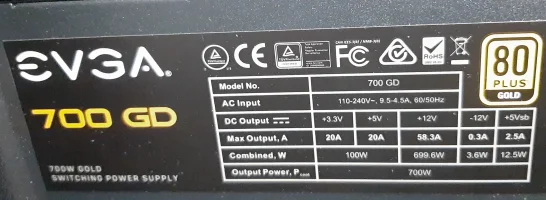 EVGA.
700 GD
700W GOLD
SWITCHING POWER SUPPLY
CE
FC
RoHS
80
PLUS
GOLD
Model No. 700 GD
AC Input 110-240V~, 9.5-4.5A, 60/50Hz
DC Output +3.3V +5V +12V -12V +5Vsb
Max Output, A 20A 20A 58.3A 0.3A 2.5A
Combined, W 100W 699.6W 3.6W 12.5W
Output Power, P 700W